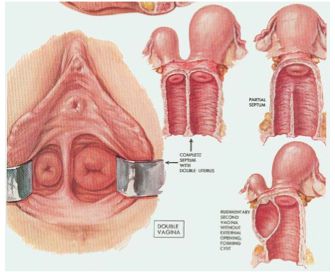 COMPLETE
SEPTUM
WITH
DOUBLE UTERUS
PARTIAL
SEPTUM
DOUBLE
VAGINA
RUDIMENTARY
SECOND
VAGINA
WITHOUT
EXTERNAL
OPENING,
FORMING
CYST